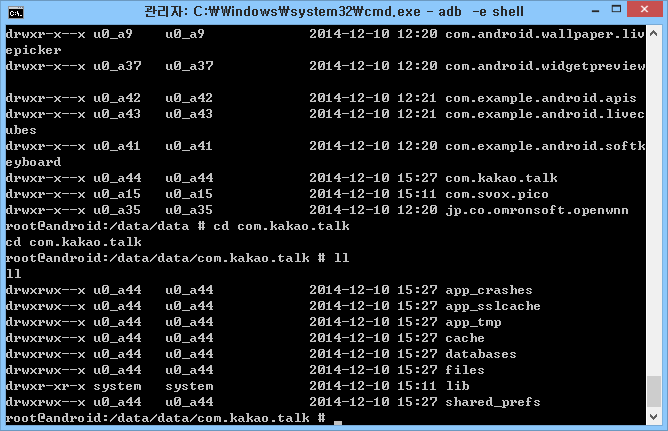 관리자: C:₩Windows₩system32₩cmd.exe - adb -e shell
drwxr-x--x u0_a9    u0_a9             2014-12-10 12:20 com.android.wallpaper.liv
epicker
drwxr-x--x u0_a37   u0_a37            2014-12-10 12:20 com.android.widgetpreview
drwxr-x--x u0_a42   u0_a42            2014-12-10 12:21 com.example.android.apis
drwxr-x--x u0_a43   u0_a43            2014-12-10 12:21 com.example.android.livec
ubes
drwxr-x--x u0_a41   u0_a41            2014-12-10 12:20 com.example.android.softk
eyboard
drwxr-x--x u0_a44   u0_a44            2014-12-10 15:27 com.kakao.talk
drwxr-x--x u0_a15   u0_a15            2014-12-10 15:11 com.svox.pico
drwxr-x--x u0_a35   u0_a35            2014-12-10 12:20 jp.co.omronsoft.openwnn
root@android:/data/data # cd com.kakao.talk
cd com.kakao.talk
root@android:/data/data/com.kakao.talk # ll
ll
drwxrwx--x u0_a44   u0_a44            2014-12-10 15:27 app_crashes
drwxrwx--x u0_a44   u0_a44            2014-12-10 15:27 app_sslcache
drwxrwx--x u0_a44   u0_a44            2014-12-10 15:27 app_tmp
drwxrwx--x u0_a44   u0_a44            2014-12-10 15:27 cache
drwxrwx--x u0_a44   u0_a44            2014-12-10 15:27 databases
drwxrwx--x u0_a44   u0_a44            2014-12-10 15:27 files
drwxr-xr-x system   system            2014-12-10 15:11 lib
drwxrwx--x u0_a44   u0_a44            2014-12-10 15:27 shared_prefs
root@android:/data/data/com.kakao.talk # _